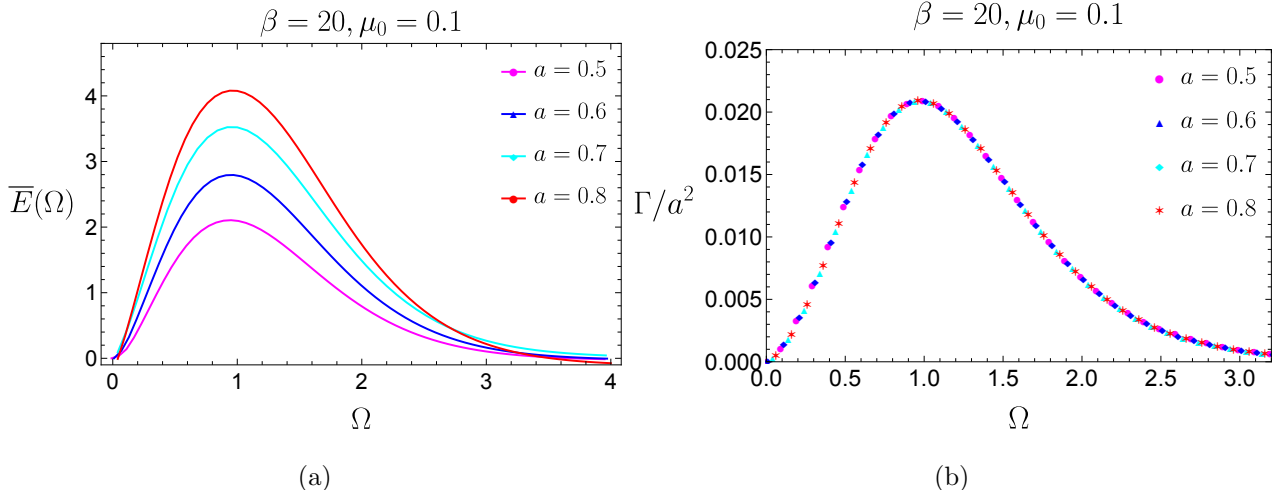 β = 20, μ₀ = 0.1
E̅(Ω)
4
3
2
1
0
0 1 2 3 4
Ω
a = 0.5
a = 0.6
a = 0.7
a = 0.8
(a)
β = 20, μ₀ = 0.1
Γ/a²
0.025
0.020
0.015
0.010
0.005
0.000
0.0 0.5 1.0 1.5 2.0 2.5 3.0
Ω
a = 0.5
a = 0.6
a = 0.7
a = 0.8
(b)